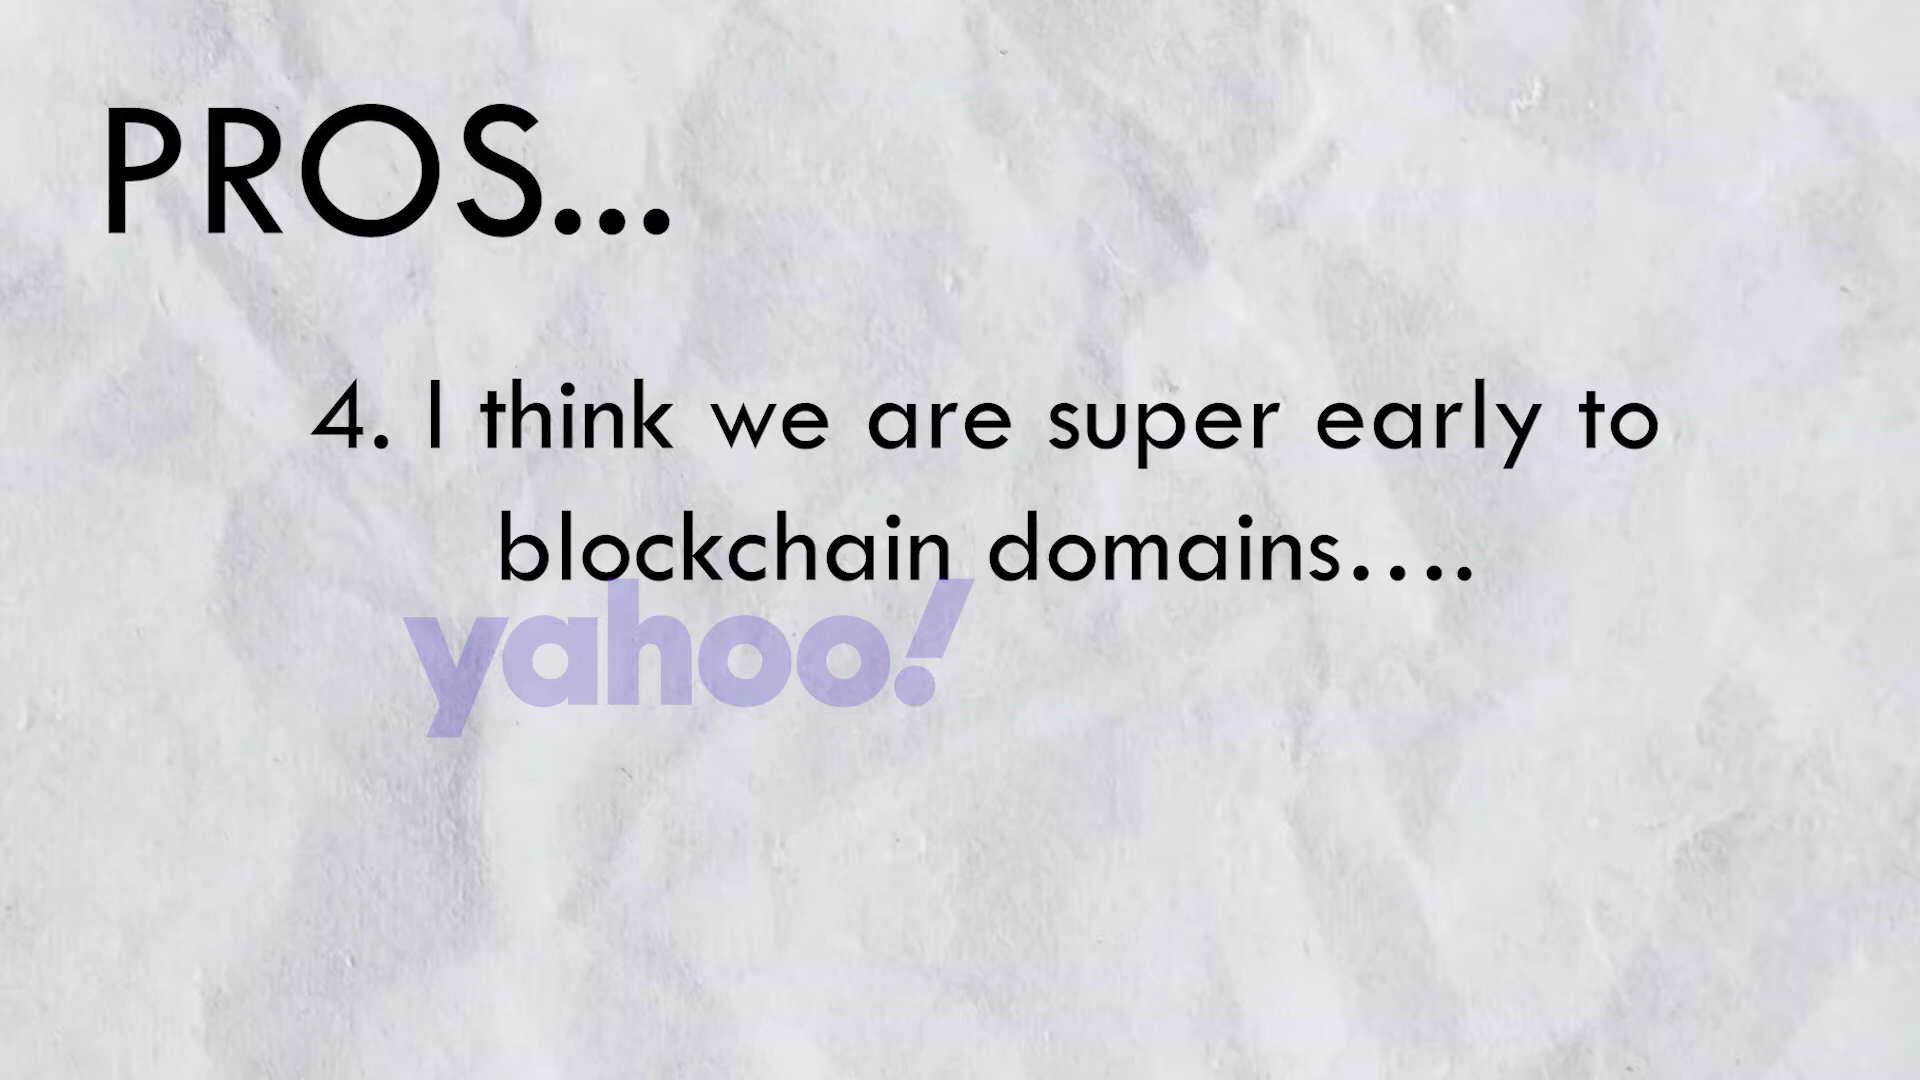 PROS...
4. I think we are super early to
blockchain domains....
yahoo!